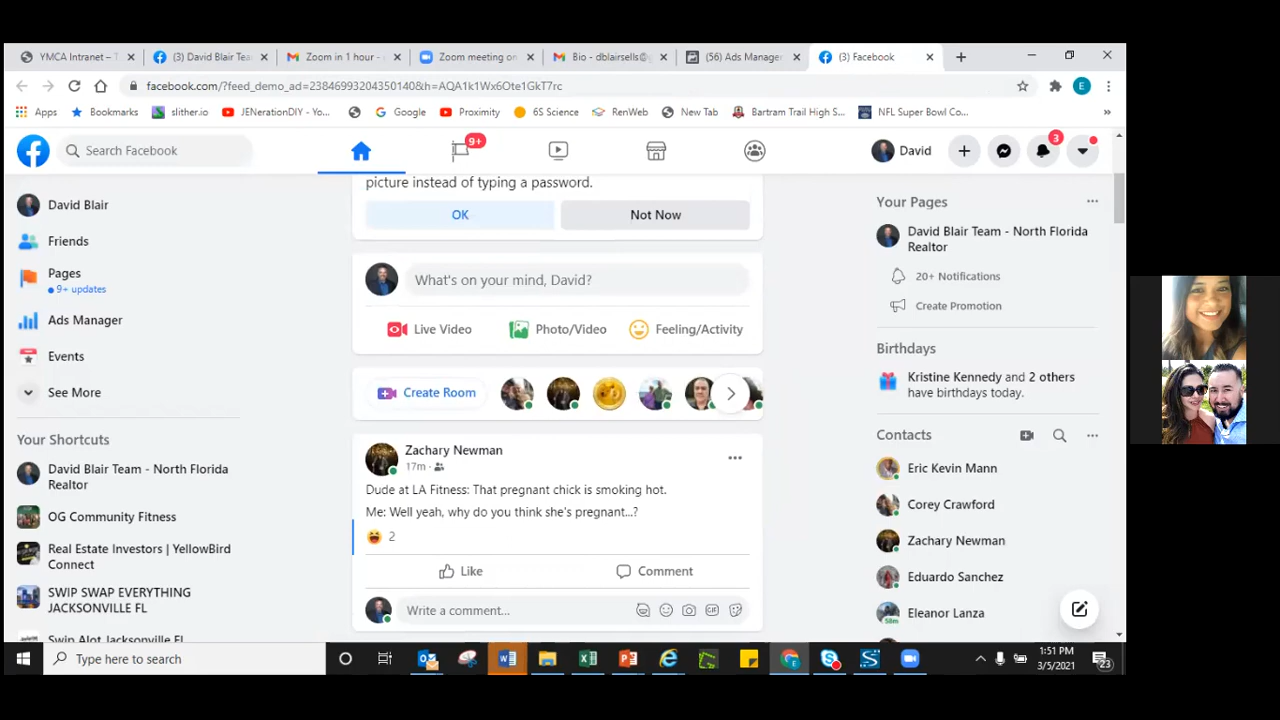 YMCA Intranet – T
(3) David Blair Tea
Zoom in 1 hour -
Zoom meeting on
Bio - dblairsells@g
(56) Ads Manager
(3) Facebook
facebook.com/?feed_demo_ad=23846993204350140&h=AQA1k1Wx6Ote1GkT7rc
E
Apps
Bookmarks
slither.io
JENerationDIY - Yo...
Google
Proximity
6S Science
RenWeb
New Tab
Bartram Trail High S...
NFL Super Bowl Co...
Search Facebook
9+
David
3
picture instead of typing a password.
OK
Not Now
David Blair
Friends
Pages
9+ updates
Ads Manager
Events
See More
Your Shortcuts
David Blair Team - North Florida
Realtor
OG Community Fitness
Real Estate Investors | YellowBird
Connect
SWIP SWAP EVERYTHING
JACKSONVILLE FL
Swip Alot Jacksonville FL
What's on your mind, David?
Live Video
Photo/Video
Feeling/Activity
Create Room
Zachary Newman
17m
Dude at LA Fitness: That pregnant chick is smoking hot.
Me: Well yeah, why do you think she's pregnant...?
2
Like
Comment
Write a comment...
GIF
Your Pages
David Blair Team - North Florida
Realtor
20+ Notifications
Create Promotion
Birthdays
Kristine Kennedy and 2 others
have birthdays today.
Contacts
Eric Kevin Mann
Corey Crawford
Zachary Newman
Eduardo Sanchez
Eleanor Lanza
58m
Type here to search
1:51 PM
3/5/2021
23